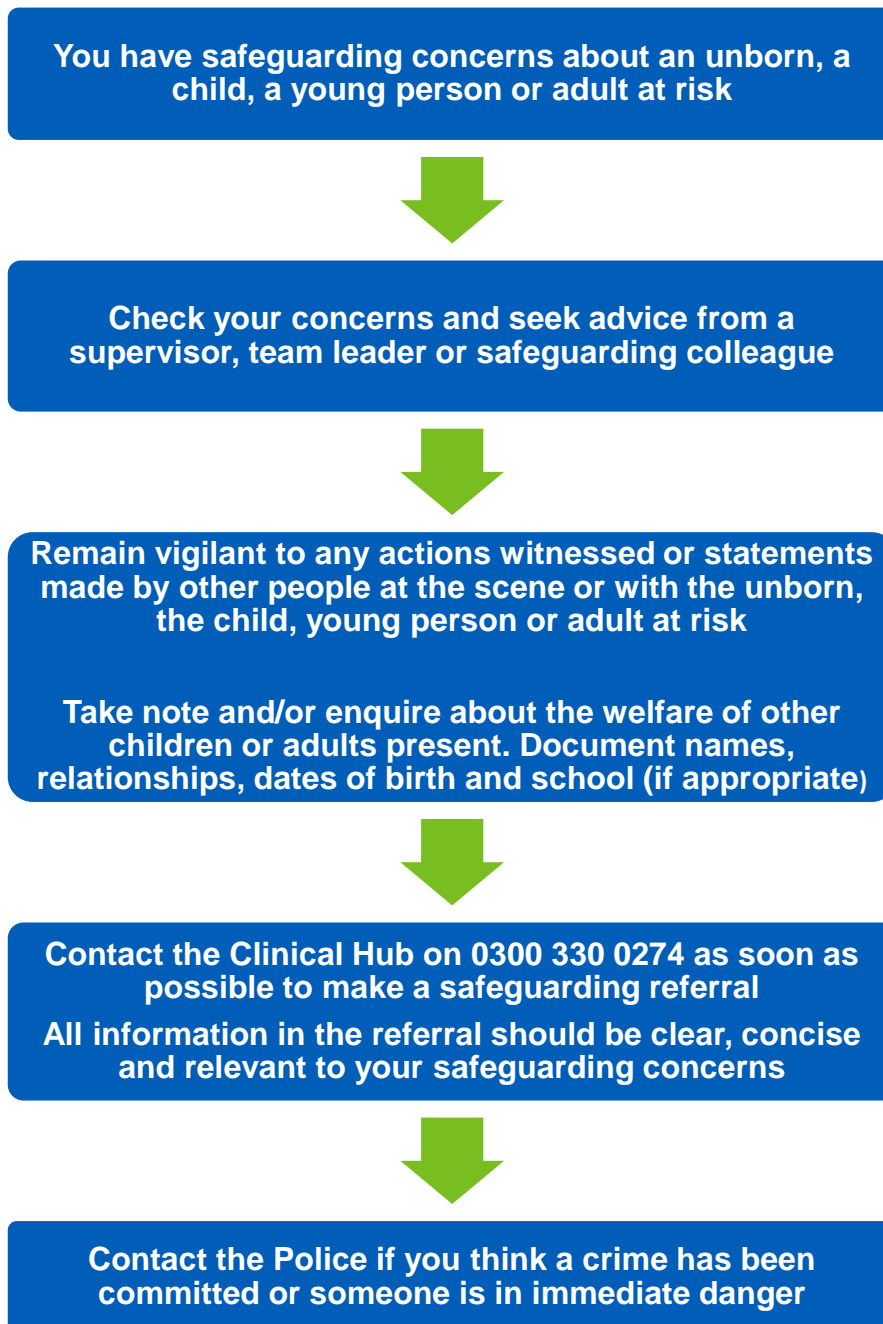 You have safeguarding concerns about an unborn, a
child, a young person or adult at risk
Check your concerns and seek advice from a
supervisor, team leader or safeguarding colleague
Remain vigilant to any actions witnessed or statements
made by other people at the scene or with the unborn,
the child, young person or adult at risk
Take note and/or enquire about the welfare of other
children or adults present. Document names,
relationships, dates of birth and school (if appropriate)
Contact the Clinical Hub on 0300 330 0274 as soon as
possible to make a safeguarding referral
All information in the referral should be clear, concise
and relevant to your safeguarding concerns
Contact the Police if you think a crime has been
committed or someone is in immediate danger